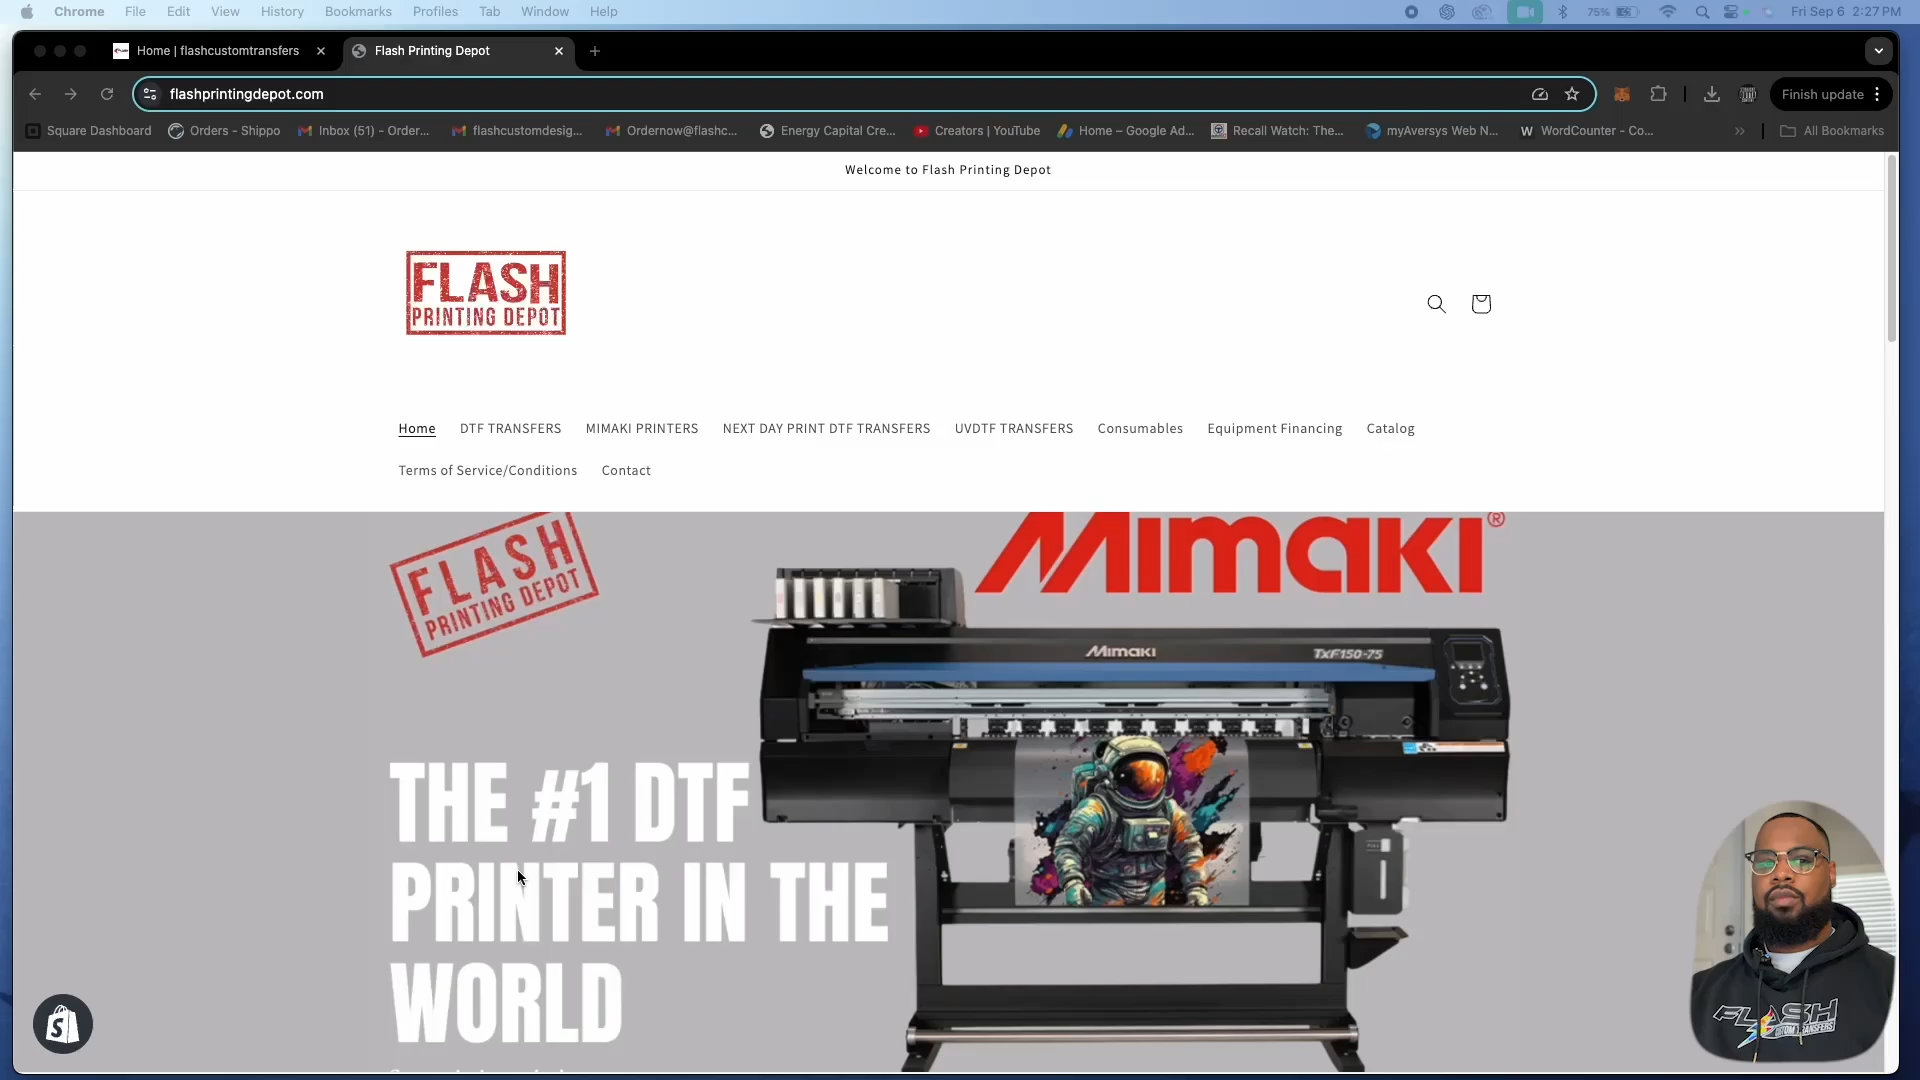 Chrome File Edit View History Bookmarks Profiles Tab Window Help
75% Fri Sep 6 2:27 PM
Home | flashcustomtransfers
Flash Printing Depot
flashprintingdepot.com
Finish update
Square Dashboard
Orders - Shippo
Inbox (51) - Order...
flashcustomdesig...
Ordernow@flashc...
Energy Capital Cre...
Creators | YouTube
Home – Google Ad...
Recall Watch: The...
myAversys Web N...
WordCounter - Co...
All Bookmarks
Welcome to Flash Printing Depot
FLASH
PRINTING DEPOT
Home DTF TRANSFERS MIMAKI PRINTERS NEXT DAY PRINT DTF TRANSFERS UVDTF TRANSFERS Consumables Equipment Financing Catalog
Terms of Service/Conditions Contact
FLASH
PRINTING DEPOT
Mimaki®
Mimaki TxF150-75
THE #1 DTF
PRINTER IN THE
WORLD
FLASH
CUSTOM TRANSFERS